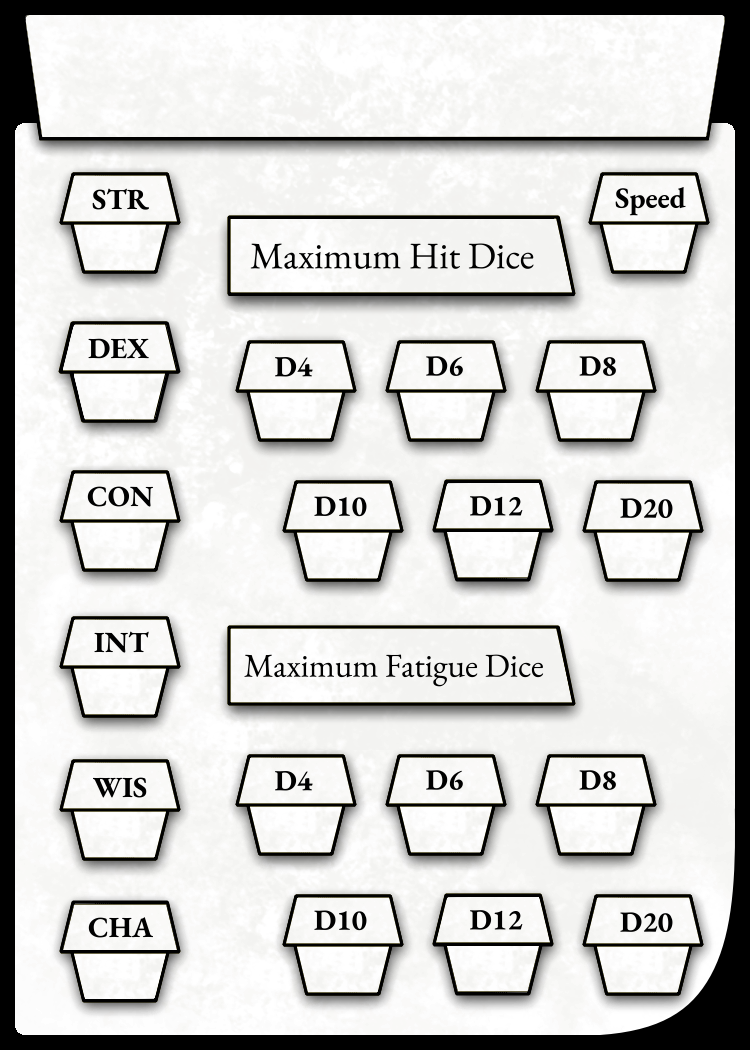 STR
Speed
Maximum Hit Dice
DEX
D4
D6
D8
CON
D10
D12
D20
INT
Maximum Fatigue Dice
WIS
D4
D6
D8
CHA
D10
D12
D20